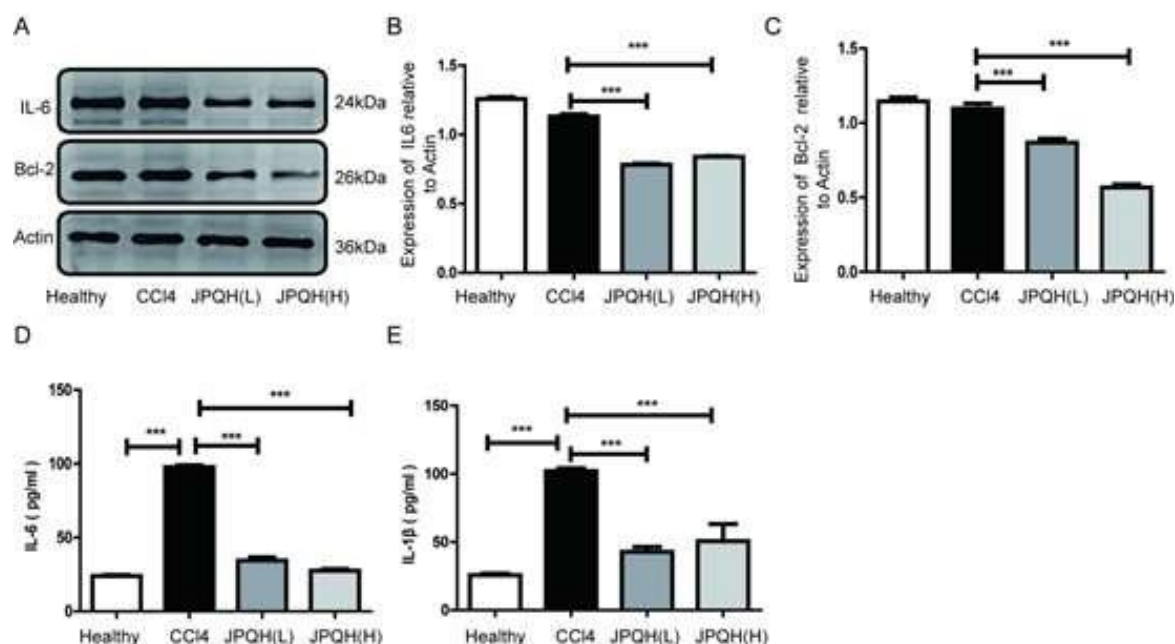 A
IL-6
24kDa
Bcl-2
26kDa
Actin
36kDa
Healthy CCl4 JPQH(L) JPQH(H)
B
Expression of IL6 relative
to Actin
1.5
1.0
0.5
0.0
***
***
Healthy CCl4 JPQH(L) JPQH(H)
C
Expression of Bcl-2 relative
to Actin
1.5
1.0
0.5
0.0
***
***
Healthy CCl4 JPQH(L) JPQH(H)
D
IL-6 ( pg/ml )
150
100
50
0
***
***
***
Healthy CCl4 JPQH(L) JPQH(H)
E
IL-1β ( pg/ml )
150
100
50
0
***
***
***
Healthy CCl4 JPQH(L) JPQH(H)